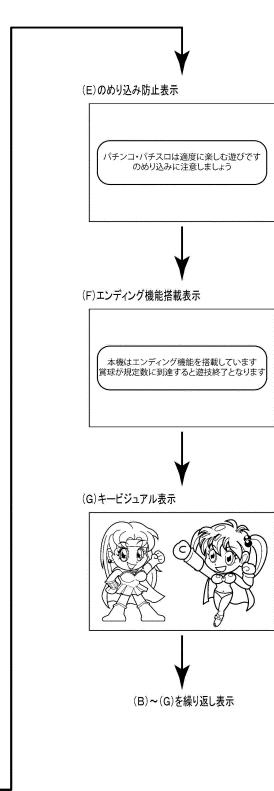 (E)のめり込み防止表示
パチンコ・パチスロは適度に楽しむ遊びです
のめり込みに注意しましょう
(F)エンディング機能搭載表示
本機はエンディング機能を搭載しています
賞球が規定数に到達すると遊技終了となります
(G)キービジュアル表示
(B)～(G)を繰り返し表示